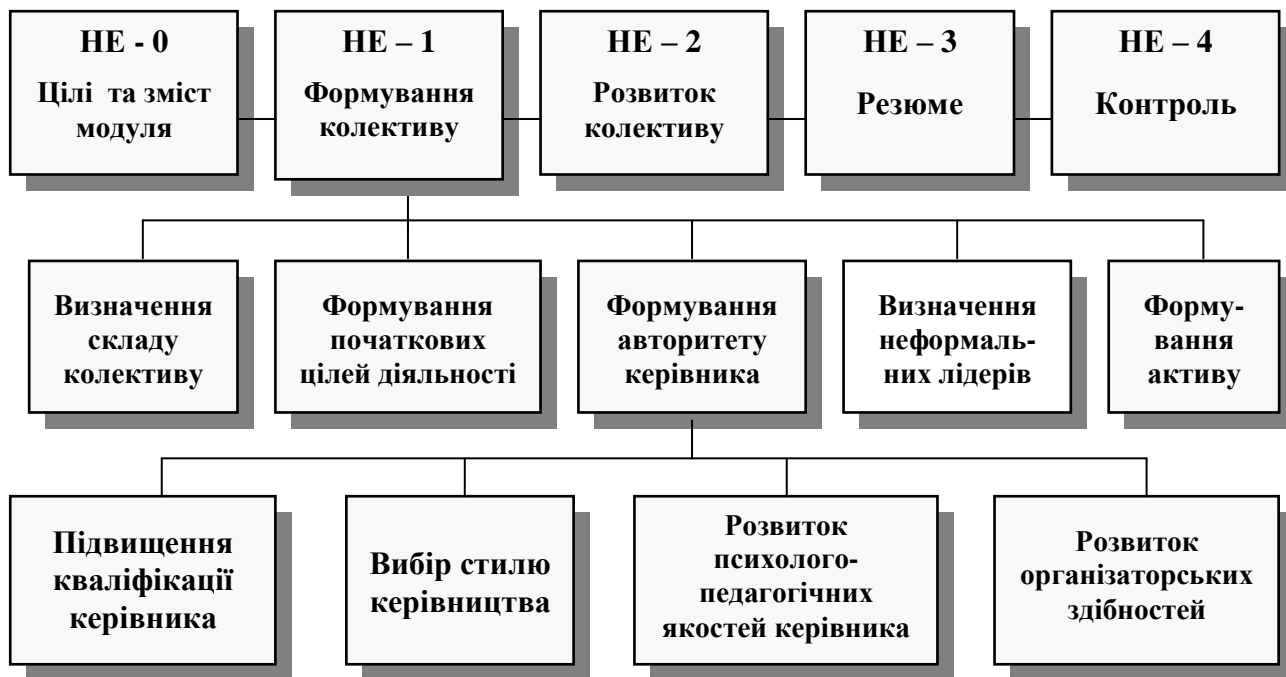 НЕ - 0
Цілі та зміст
модуля
НЕ – 1
Формування
колективу
НЕ – 2
Розвиток
колективу
НЕ – 3
Резюме
НЕ – 4
Контроль
Визначення
складу
колективу
Формування
початкових
цілей діяльності
Формування
авторитету
керівника
Визначення
неформаль-
них лідерів
Форму-
вання
активу
Підвищення
кваліфікації
керівника
Вибір стилю
керівництва
Розвиток
психолого-
педагогічних
якостей керівника
Розвиток
організаторських
здібностей